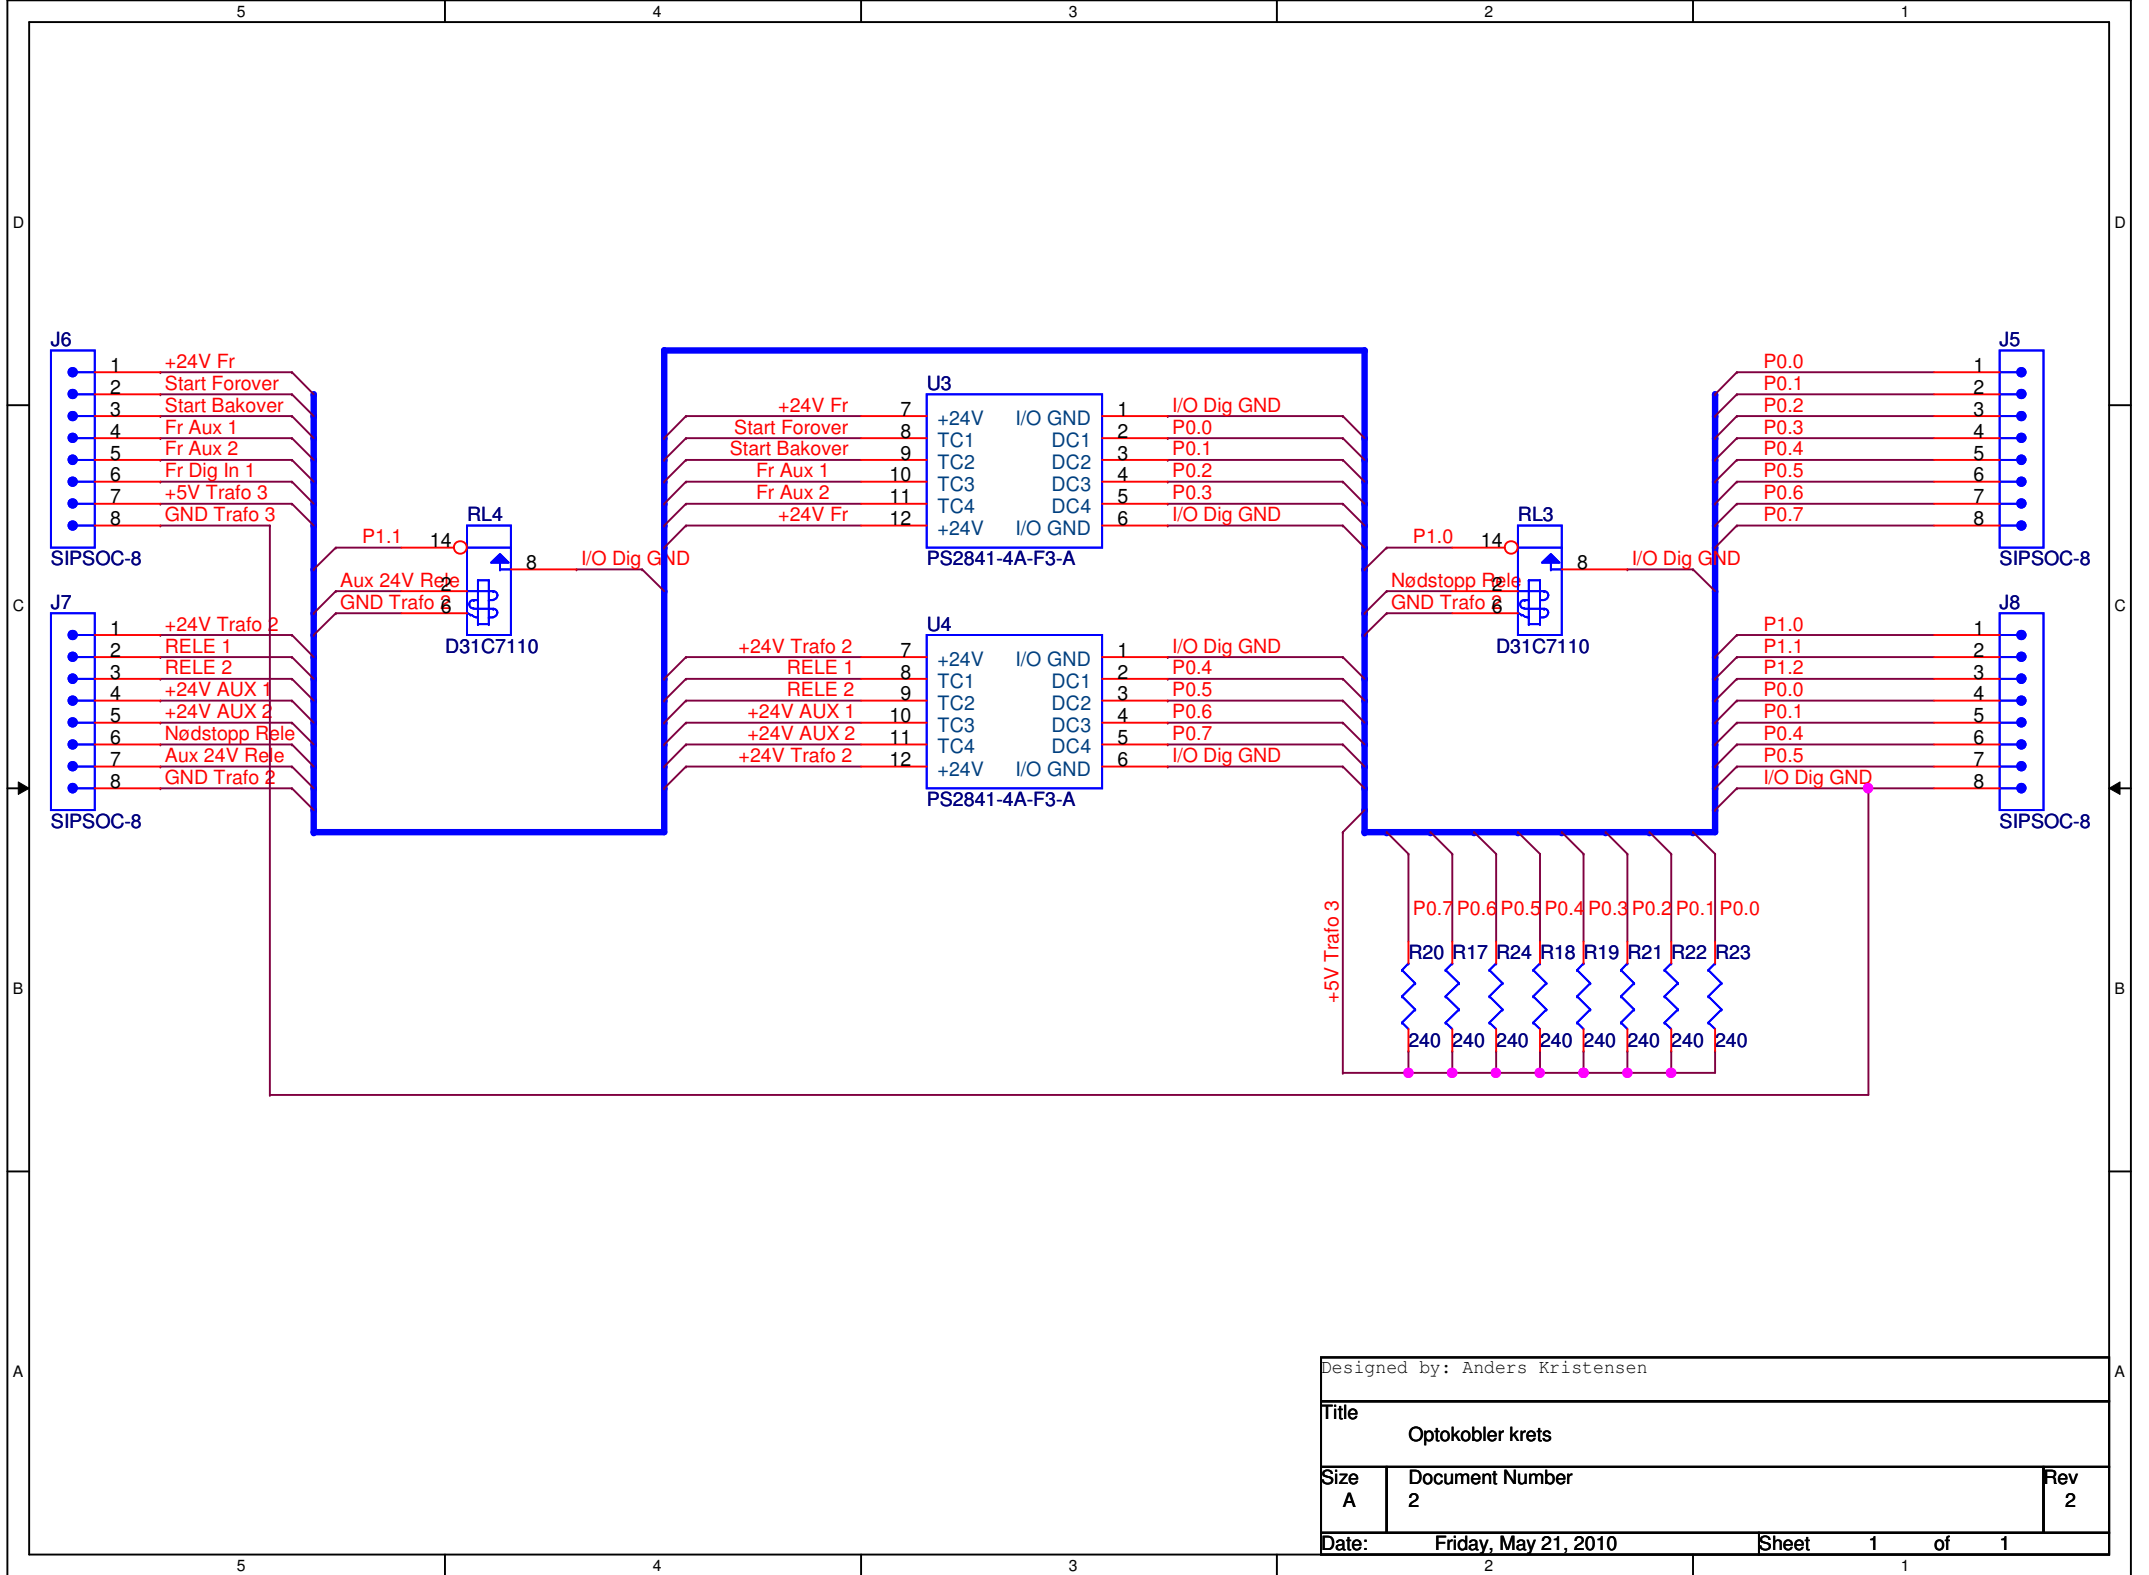 5 4 3 2 1
D D
C C
B B
A A
J6
1 +24V Fr
2 Start Forover
3 Start Bakover
4 Fr Aux 1
5 Fr Aux 2
6 Fr Dig In 1
7 +5V Trafo 3
8 GND Trafo 3
SIPSOC-8
J7
1 +24V Trafo 2
2 RELE 1
3 RELE 2
4 +24V AUX 1
5 +24V AUX 2
6 Nødstopp Rele
7 Aux 24V Rele
8 GND Trafo 2
SIPSOC-8
RL4
P1.1 14
8 I/O Dig GND
Aux 24V Rele 2
GND Trafo 2 6
D31C7110
U3
+24V Fr 7 +24V I/O GND 1 I/O Dig GND
Start Forover 8 TC1 DC1 2 P0.0
Start Bakover 9 TC2 DC2 3 P0.1
Fr Aux 1 10 TC3 DC3 4 P0.2
Fr Aux 2 11 TC4 DC4 5 P0.3
+24V Fr 12 +24V I/O GND 6 I/O Dig GND
PS2841-4A-F3-A
U4
+24V Trafo 2 7 +24V I/O GND 1 I/O Dig GND
RELE 1 8 TC1 DC1 2 P0.4
RELE 2 9 TC2 DC2 3 P0.5
+24V AUX 1 10 TC3 DC3 4 P0.6
+24V AUX 2 11 TC4 DC4 5 P0.7
+24V Trafo 2 12 +24V I/O GND 6 I/O Dig GND
PS2841-4A-F3-A
RL3
P1.0 14
8 I/O Dig GND
Nødstopp Rele 2
GND Trafo 2 6
D31C7110
J5
P0.0 1
P0.1 2
P0.2 3
P0.3 4
P0.4 5
P0.5 6
P0.6 7
P0.7 8
SIPSOC-8
J8
P1.0 1
P1.1 2
P1.2 3
P0.0 4
P0.1 5
P0.4 6
P0.5 7
I/O Dig GND 8
SIPSOC-8
+5V Trafo 3
P0.7 P0.6 P0.5 P0.4 P0.3 P0.2 P0.1 P0.0
R20 R17 R24 R18 R19 R21 R22 R23
240 240 240 240 240 240 240 240
Designed by: Anders Kristensen
Title
Optokobler krets
Size Document Number Rev
A 2 2
Date: Friday, May 21, 2010 Sheet 1 of 1
5 4 3 2 1